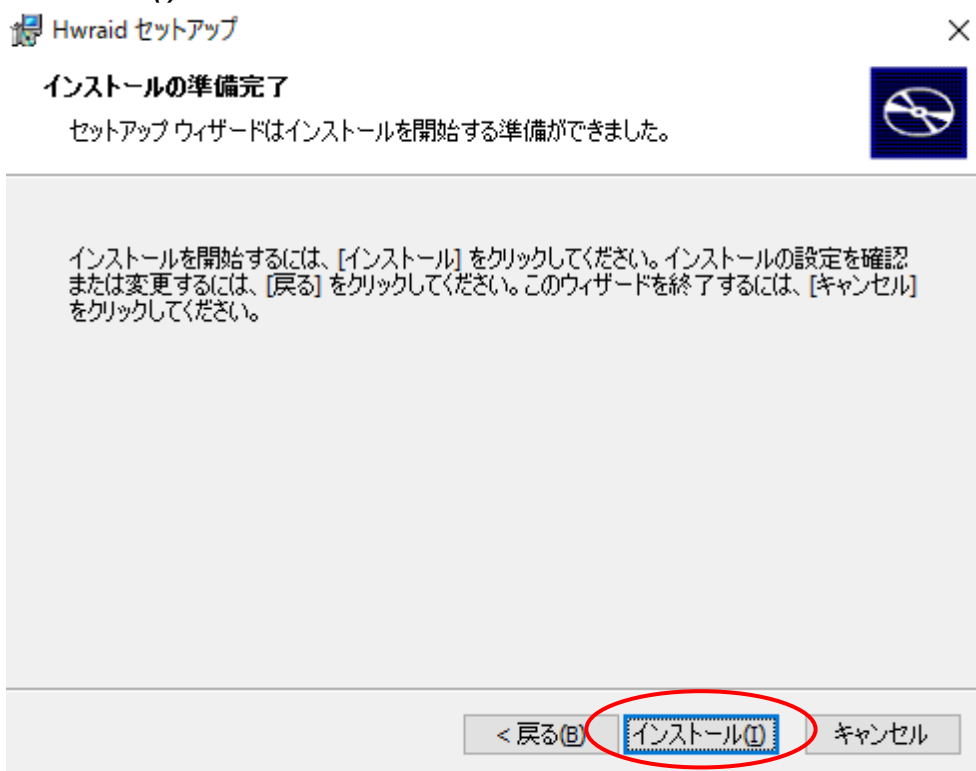 Hwraid セットアップ
インストールの準備完了
セットアップ ウィザードはインストールを開始する準備ができました。
インストールを開始するには、[インストール] をクリックしてください。インストールの設定を確認
または変更するには、[戻る] をクリックしてください。このウィザードを終了するには、[キャンセル]
をクリックしてください。
< 戻る(B) インストール(I) キャンセル